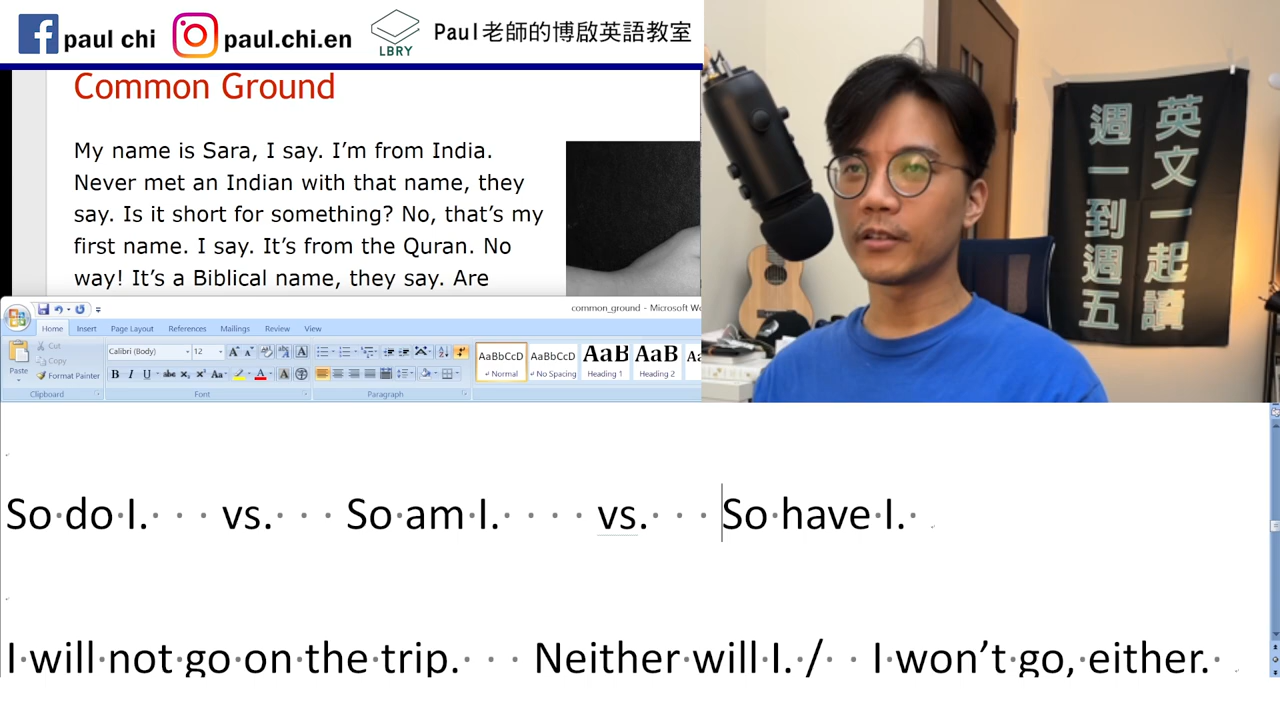 paul chi
paul.chi.en
LBRY
Paul老師的博啟英語教室
Common Ground
My name is Sara, I say. I’m from India.
Never met an Indian with that name, they
say. Is it short for something? No, that’s my
first name. I say. It’s from the Quran. No
way! It’s a Biblical name, they say. Are
英文一起讀
週一到週五
common_ground - Microsoft Wo
Home Insert Page Layout References Mailings Review View
Cut
Copy
Format Painter
Paste
Clipboard
Calibri (Body) 12
Font
Paragraph
AaBbCcD AaBbCcD AaBb AaBb
Normal No Spacing Heading 1 Heading 2
So do I. vs. So am I. vs. So have I.
I will not go on the trip. Neither will I. / I won’t go, either.